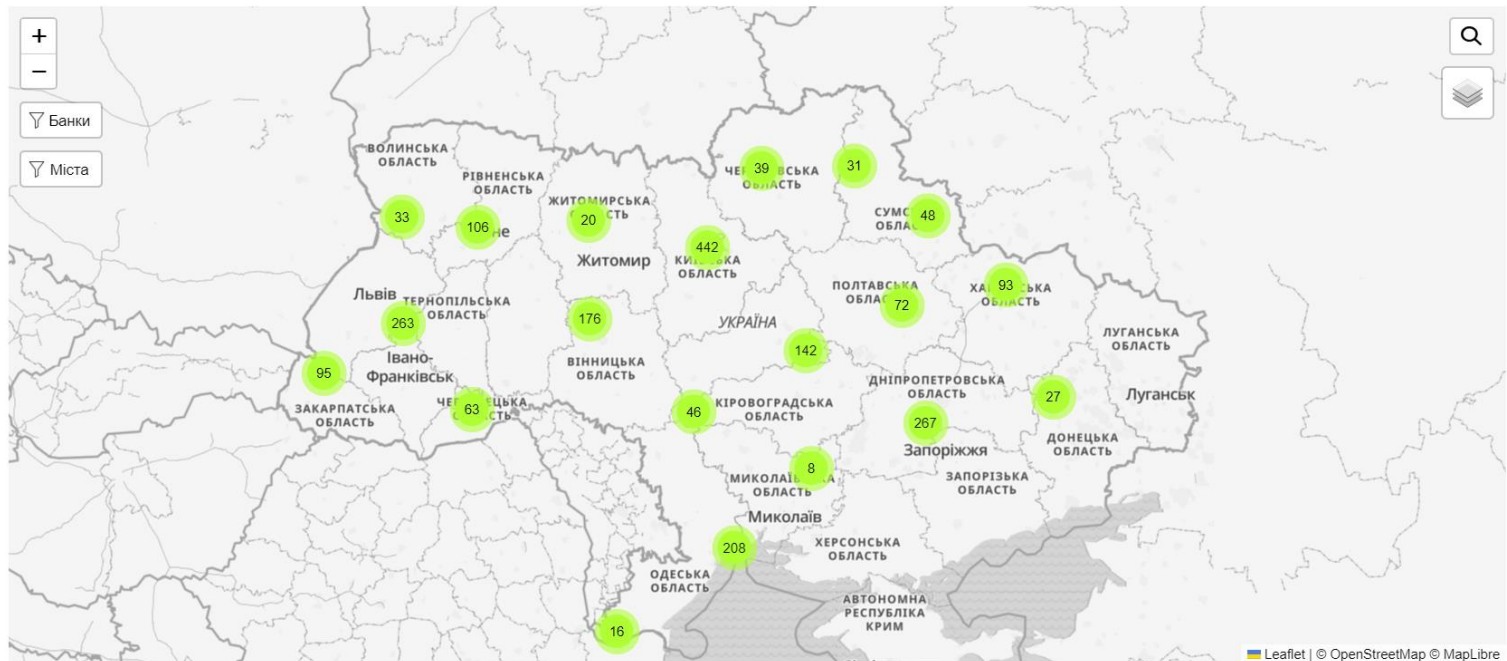 +
−
Банки
Міста
ВОЛИНСЬКА
ОБЛАСТЬ
РІВНЕНСЬКА
ОБЛАСТЬ
39
31
ЖИТОМИРСЬКА
33
106
20
48
442
ОБЛАСТЬ
Житомир
ПОЛТАВСЬКА
93
ОБЛАСТЬ
Львів
ТЕРНОПІЛЬСЬКА
ОБЛАСТЬ
72
263
176
УКРАЇНА
ЛУГАНСЬКА
ОБЛАСТЬ
142
Івано-
Франківськ
95
ВІННИЦЬКА
ОБЛАСТЬ
ДНІПРОПЕТРОВСЬКА
ОБЛАСТЬ
27
Луганськ
ЗАКАРПАТСЬКА
ОБЛАСТЬ
63
46
КІРОВОГРАДСЬКА
ОБЛАСТЬ
267
Запоріжжя
ДОНЕЦЬКА
ОБЛАСТЬ
8
ОБЛАСТЬ
ЗАПОРІЗЬКА
ОБЛАСТЬ
Миколаїв
208
ХЕРСОНСЬКА
ОБЛАСТЬ
ОДЕСЬКА
ОБЛАСТЬ
АВТОНОМНА
РЕСПУБЛІКА
КРИМ
16
Leaflet | © OpenStreetMap © MapLibre